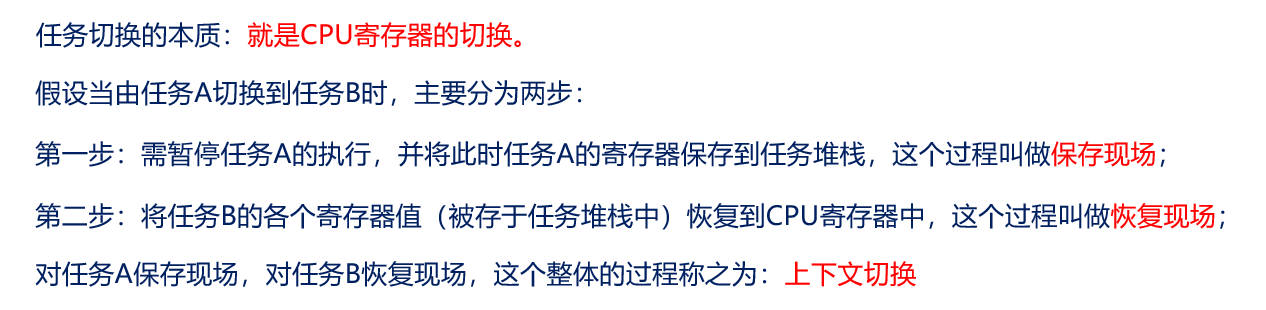 任务切换的本质：就是CPU寄存器的切换。
假设当由任务A切换到任务B时，主要分为两步：
第一步：需暂停任务A的执行，并将此时任务A的寄存器保存到任务堆栈，这个过程叫做保存现场；
第二步：将任务B的各个寄存器值（被存于任务堆栈中）恢复到CPU寄存器中，这个过程叫做恢复现场；
对任务A保存现场，对任务B恢复现场，这个整体的过程称之为：上下文切换